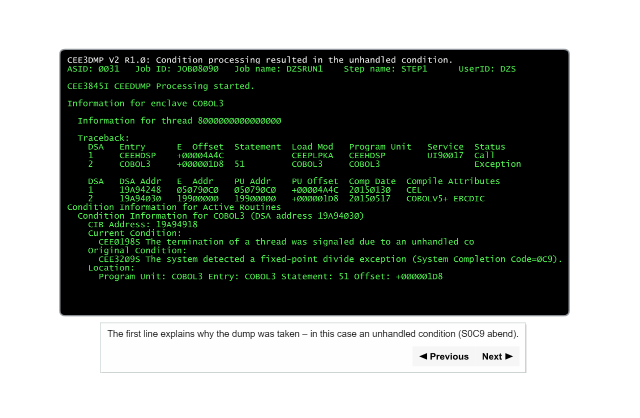 CEE3DMP V2 R1.0: Condition processing resulted in the unhandled condition.
ASID: 0031 Job ID: JOB08090 Job name: DZSRUN1 Step name: STEP1 UserID: DZS
CEE3845I CEEDUMP Processing started.
Information for enclave COBOL3
Information for thread 8000000000000000
Traceback:
DSA Entry E Offset Statement Load Mod Program Unit Service Status
1 CEEHDSP +00004A4C CEEPLPKA CEEHDSP UI90017 Call
2 COBOL3 +000001D8 51 COBOL3 COBOL3 Exception
DSA DSA Addr E Addr PU Addr PU Offset Comp Date Compile Attributes
1 19A94248 050790C0 050790C0 +00004A4C 20150130 CEL
2 19A94030 19900000 19900000 +000001D8 20150517 COBOLV5+ EBCDIC
Condition Information for Active Routines
Condition Information for COBOL3 (DSA address 19A94030)
CIB Address: 19A94918
Current Condition:
CEE0198S The termination of a thread was signaled due to an unhandled co
Original Condition:
CEE3209S The system detected a fixed-point divide exception (System Completion Code=0C9).
Location:
Program Unit: COBOL3 Entry: COBOL3 Statement: 51 Offset: +000001D8
The first line explains why the dump was taken – in this case an unhandled condition (S0C9 abend).
◄ Previous Next ►